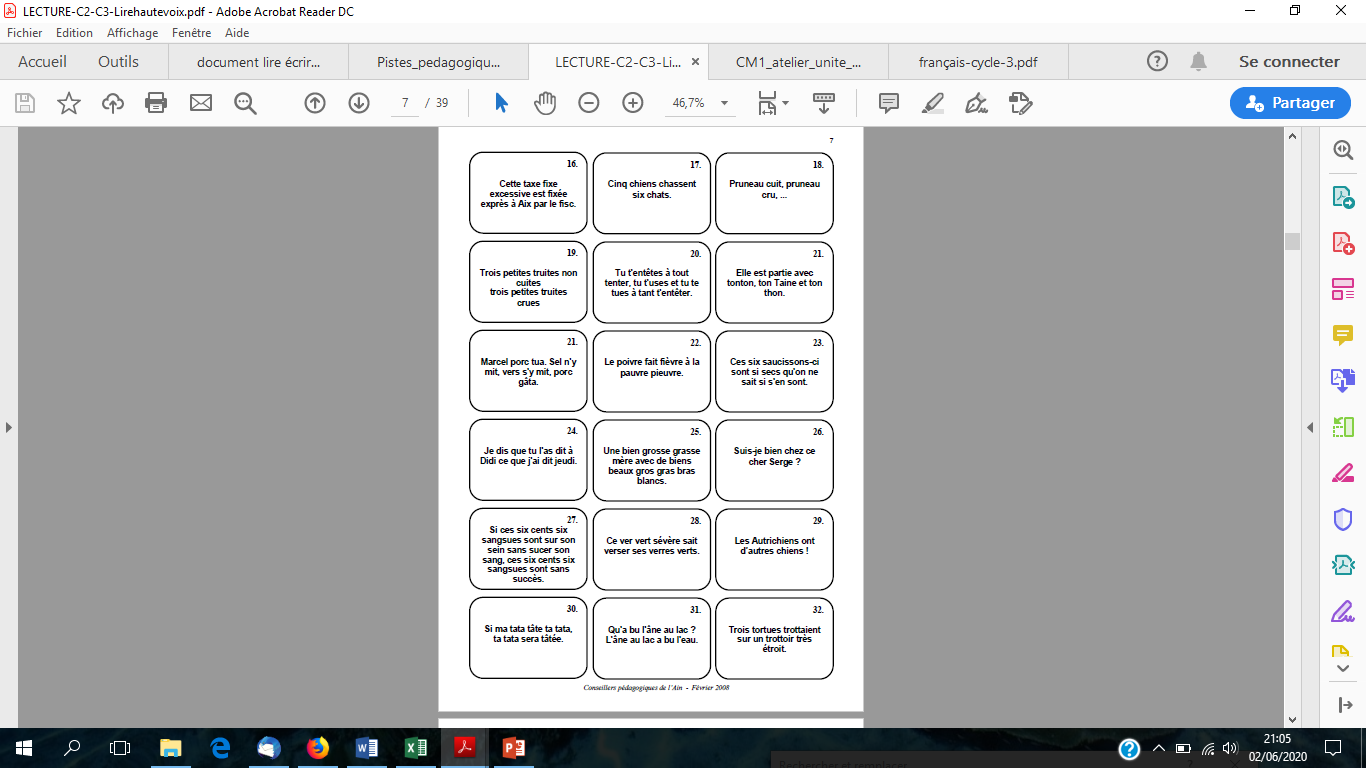 LECTURE-C2-C3-Lirehautevoix.pdf - Adobe Acrobat Reader DC
Fichier Edition Affichage Fenêtre Aide
Accueil Outils document lire écrir... Pistes_pedagogiqu... LECTURE-C2-C3-Li... CM1_atelier_unite_... français-cycle-3.pdf Se connecter
7 / 39 46,7% Partager
7
16.
Cette taxe fixe
excessive est fixée
exprès à Aix par le fisc.
17.
Cinq chiens chassent
six chats.
18.
Pruneau cuit, pruneau
cru, ...
19.
Trois petites truites non
cuites
trois petites truites
crues
20.
Tu t'entêtes à tout
tenter, tu t'uses et tu te
tues à tant t'entêter.
21.
Elle est partie avec
tonton, ton Taine et ton
thon.
21.
Marcel porc tua. Sel n'y
mit, vers s'y mit, porc
gâta.
22.
Le poivre fait fièvre à la
pauvre pieuvre.
23.
Ces six saucissons-ci
sont si secs qu'on ne
sait si s'en sont.
24.
Je dis que tu l'as dit à
Didi ce que j'ai dit jeudi.
25.
Une bien grosse grasse
mère avec de biens
beaux gros gras bras
blancs.
26.
Suis-je bien chez ce
cher Serge ?
27.
Si ces six cents six
sangsues sont sur son
sein sans sucer son
sang, ces six cents six
sangsues sont sans
succès.
28.
Ce ver vert sévère sait
verser ses verres verts.
29.
Les Autrichiens ont
d'autres chiens !
30.
Si ma tata tâte ta tata,
ta tata sera tâtée.
31.
Qu'a bu l'âne au lac ?
L'âne au lac a bu l'eau.
32.
Trois tortues trottaient
sur un trottoir très
étroit.
Conseillers pédagogiques de l'Ain - Février 2008
Rechercher et remplacer
21:05
02/06/2020